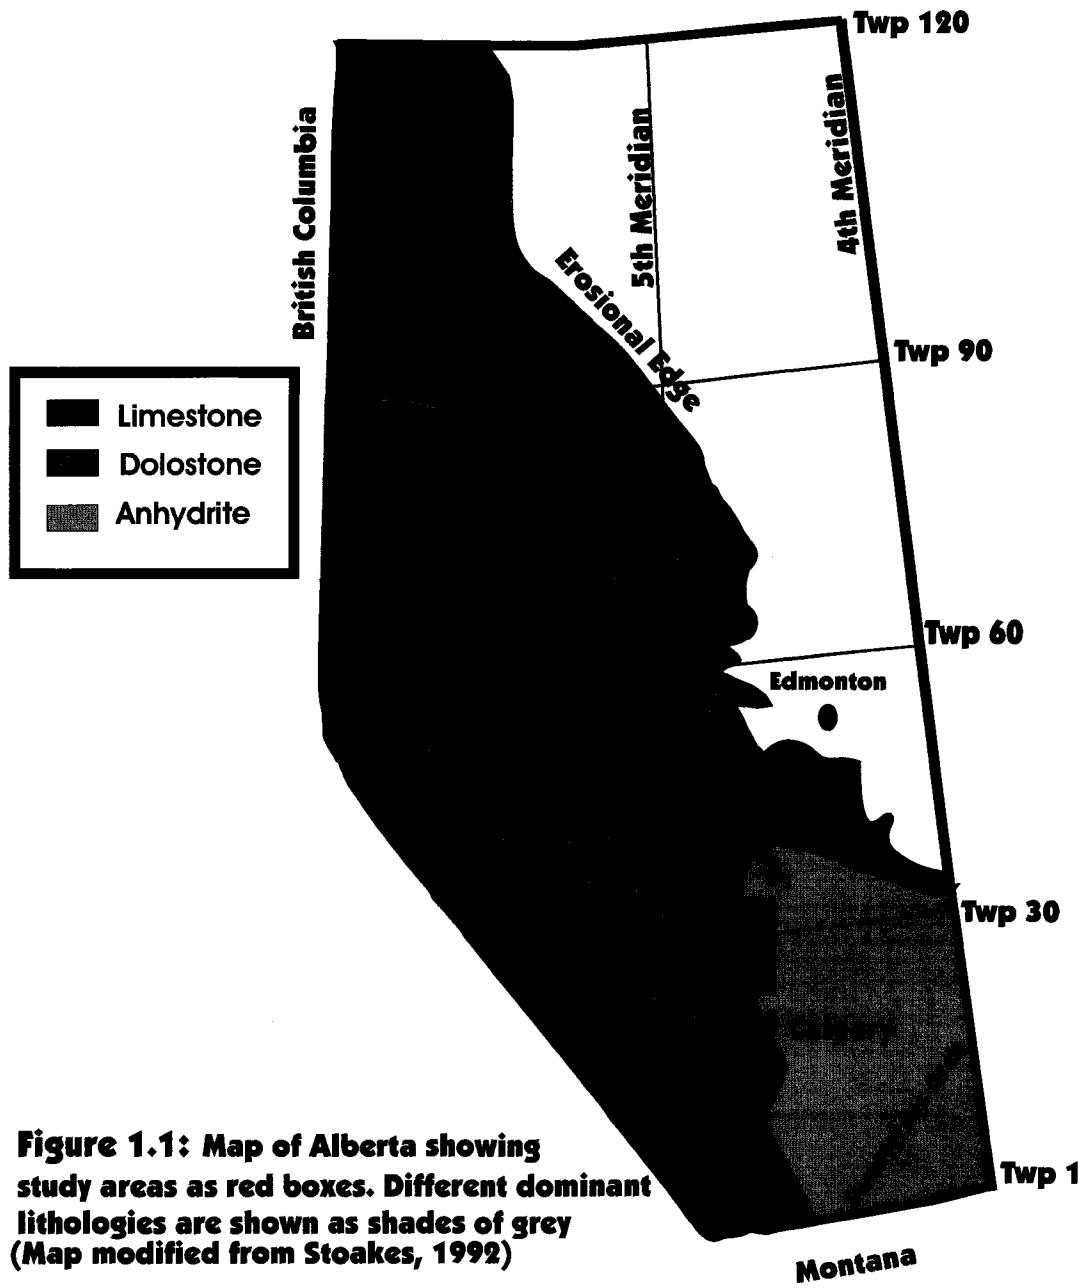 Twp 120
British Columbia
5th Meridian
4th Meridian
Erosional Edge
Twp 90
Limestone
Dolostone
Anhydrite
Twp 60
Edmonton
Twp 30
Calgary
Figure 1.1: Map of Alberta showing
study areas as red boxes. Different dominant
lithologies are shown as shades of grey
(Map modified from Stoakes, 1992)
Twp 1
Montana